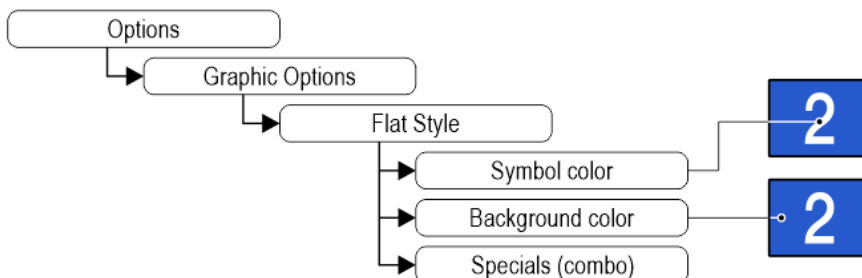 Options
Graphic Options
Flat Style
2
Symbol color
Background color
2
Specials (combo)